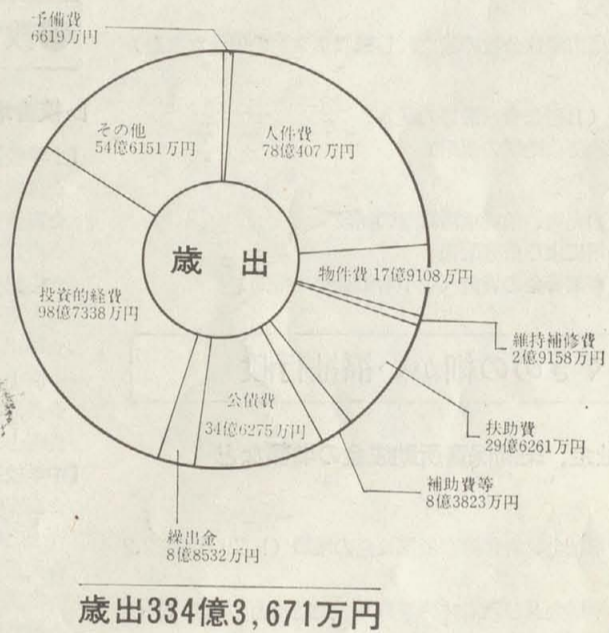 予備費
6619万円
人件費
78億407万円
その他
54億6151万円
歳 出
物件費 17億9108万円
投資的経費
98億7338万円
維持補修費
2億9158万円
公債費
34億6275万円
扶助費
29億6261万円
補助費等
8億3823万円
繰出金
8億8532万円
歳出334億3,671万円